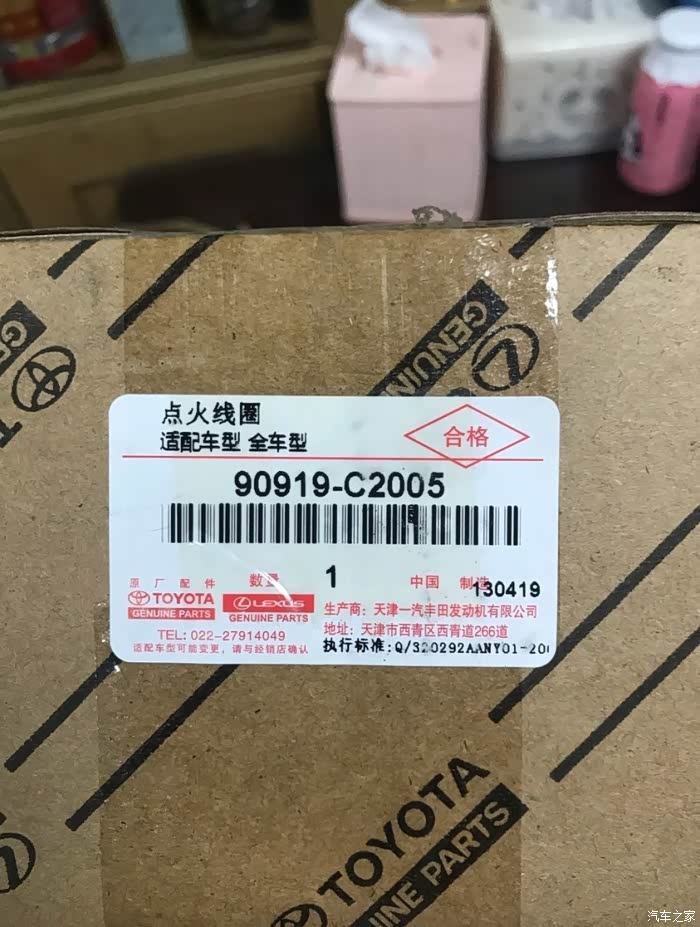 GENUINE
点火线圈
适配车型 全车型
合格
90919-C2005
原厂配件
数量
1
中国 制造
130419
TOYOTA
GENUINE PARTS
LEXUS
GENUINE PARTS
生产商：天津一汽丰田发动机有限公司
TEL：022-27914049
地址：天津市西青区西青道266道
适配车型可能变更，请与经销店确认
执行标准:Q/320292AANY01-20
TOYOTA
INE PARTS
汽车之家